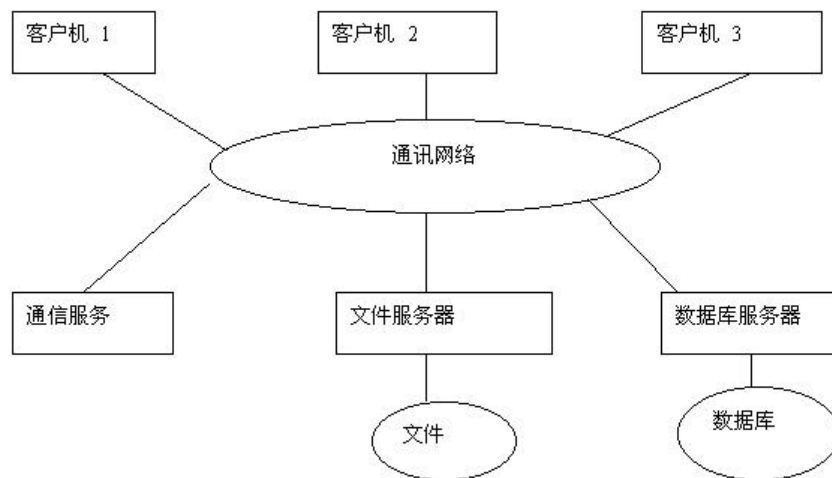 客户机 1
客户机 2
客户机 3
通讯网络
通信服务
文件服务器
数据库服务器
文件
数据库